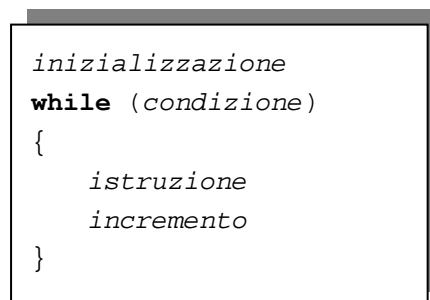 inizializzazione
while (condizione)
{
istruzione
incremento
}